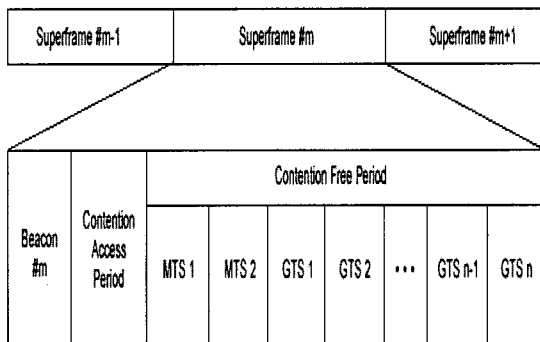 Superframe #m-1 Superframe #m Superframe #m+1
Contention Free Period
Beacon
#m
Contention
Access
Period
MTS 1 MTS 2 GTS 1 GTS 2 ••• GTS n-1 GTS n